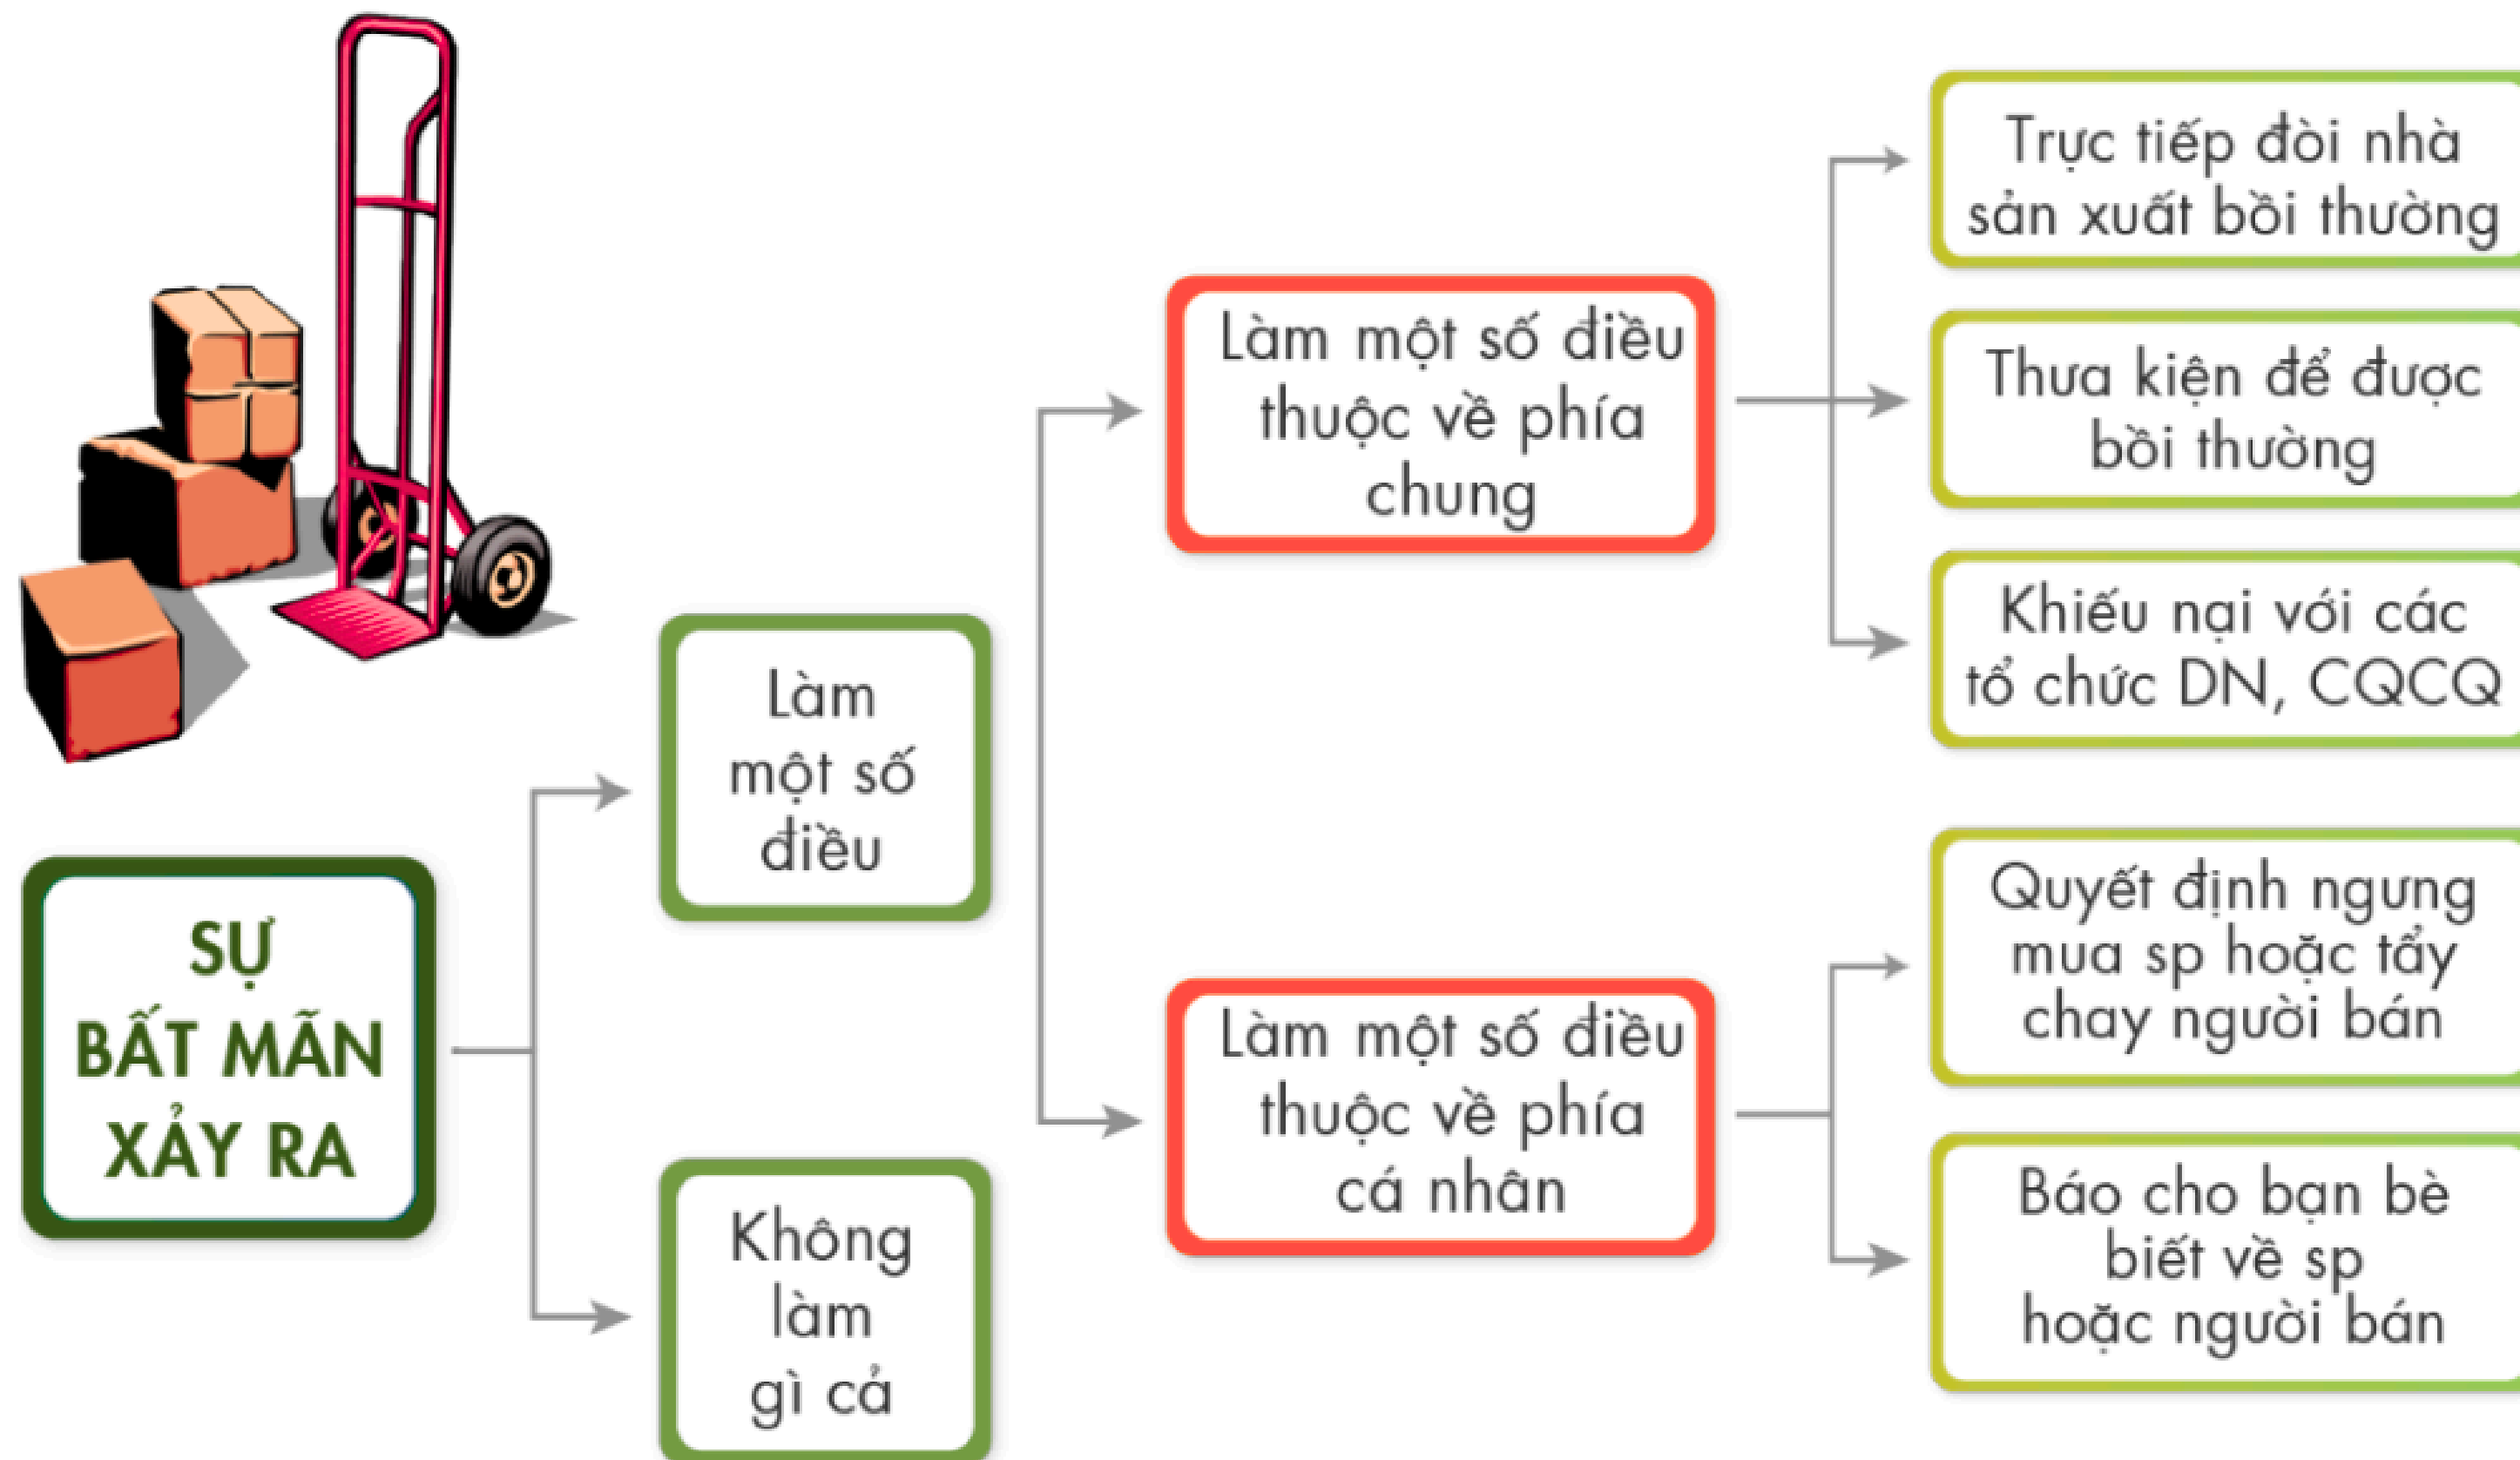 SỰ
BẤT MÃN
XẢY RA
Làm
một số
điều
Không
làm
gì cả
Làm một số điều
thuộc về phía
chung
Làm một số điều
thuộc về phía
cá nhân
Trực tiếp đòi nhà
sản xuất bồi thường
Thưa kiện để được
bồi thường
Khiếu nại với các
tổ chức DN, CQCQ
Quyết định ngưng
mua sp hoặc tẩy
chay người bán
Báo cho bạn bè
biết về sp
hoặc người bán